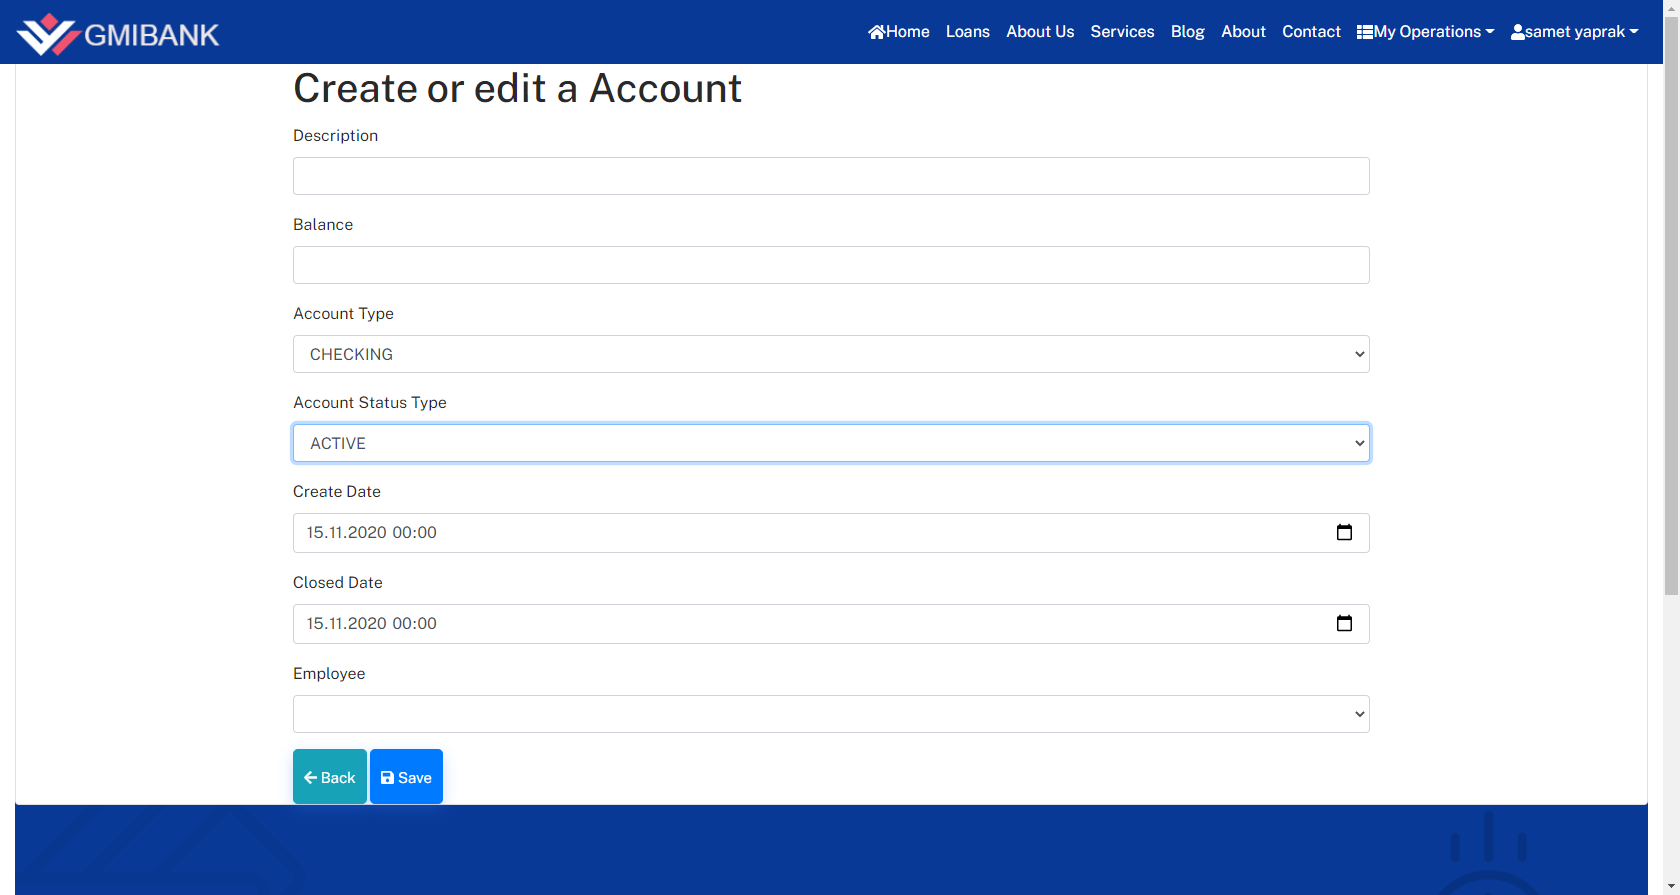 GMIBANK
Home Loans About Us Services Blog About Contact My Operations samet yaprak
Create or edit a Account
Description
Balance
Account Type
CHECKING
Account Status Type
ACTIVE
Create Date
15.11.2020 00:00
Closed Date
15.11.2020 00:00
Employee
Back Save